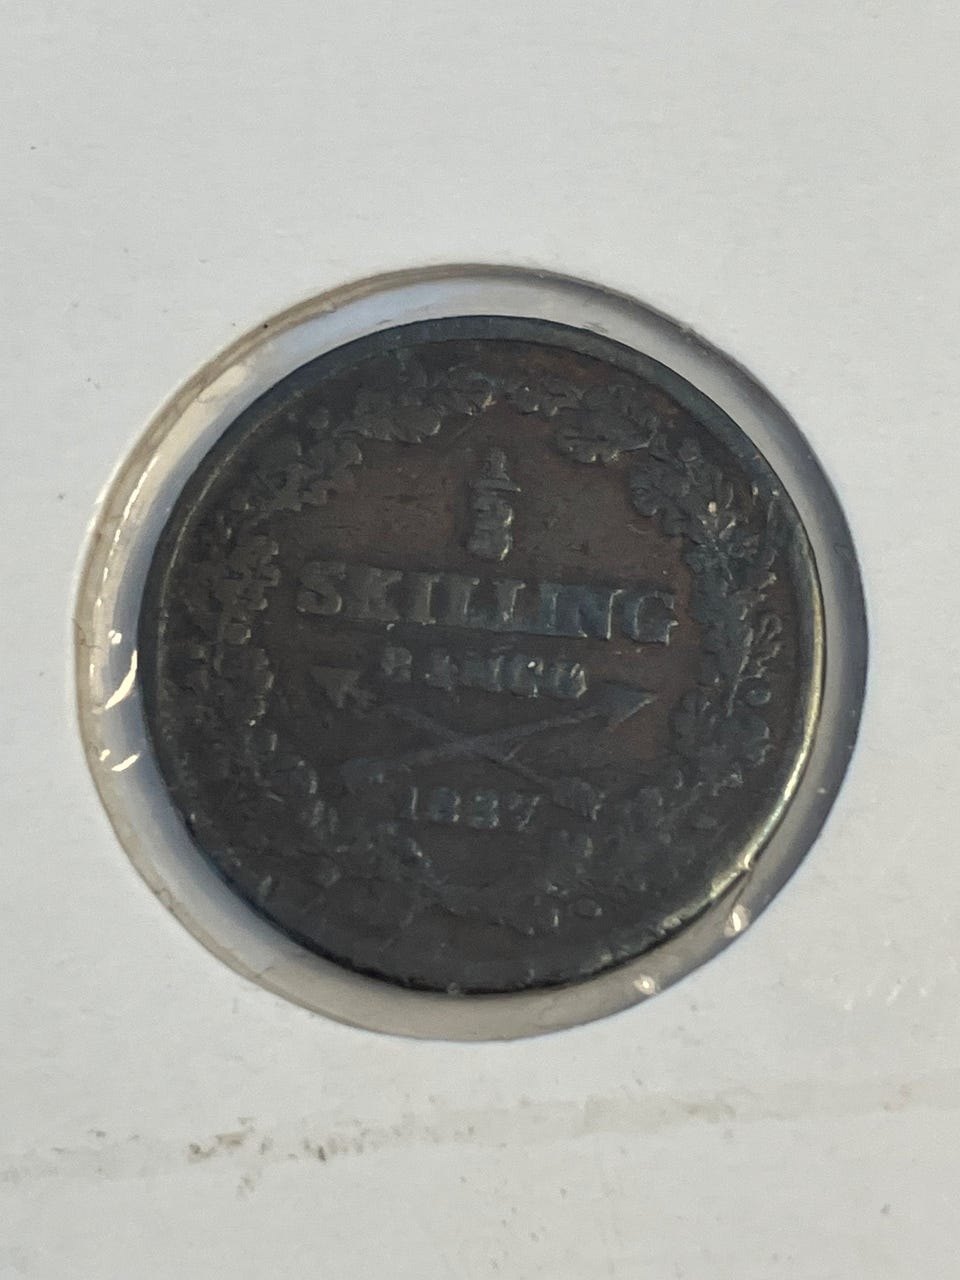 1/3
SKILLING
BANCO
1837